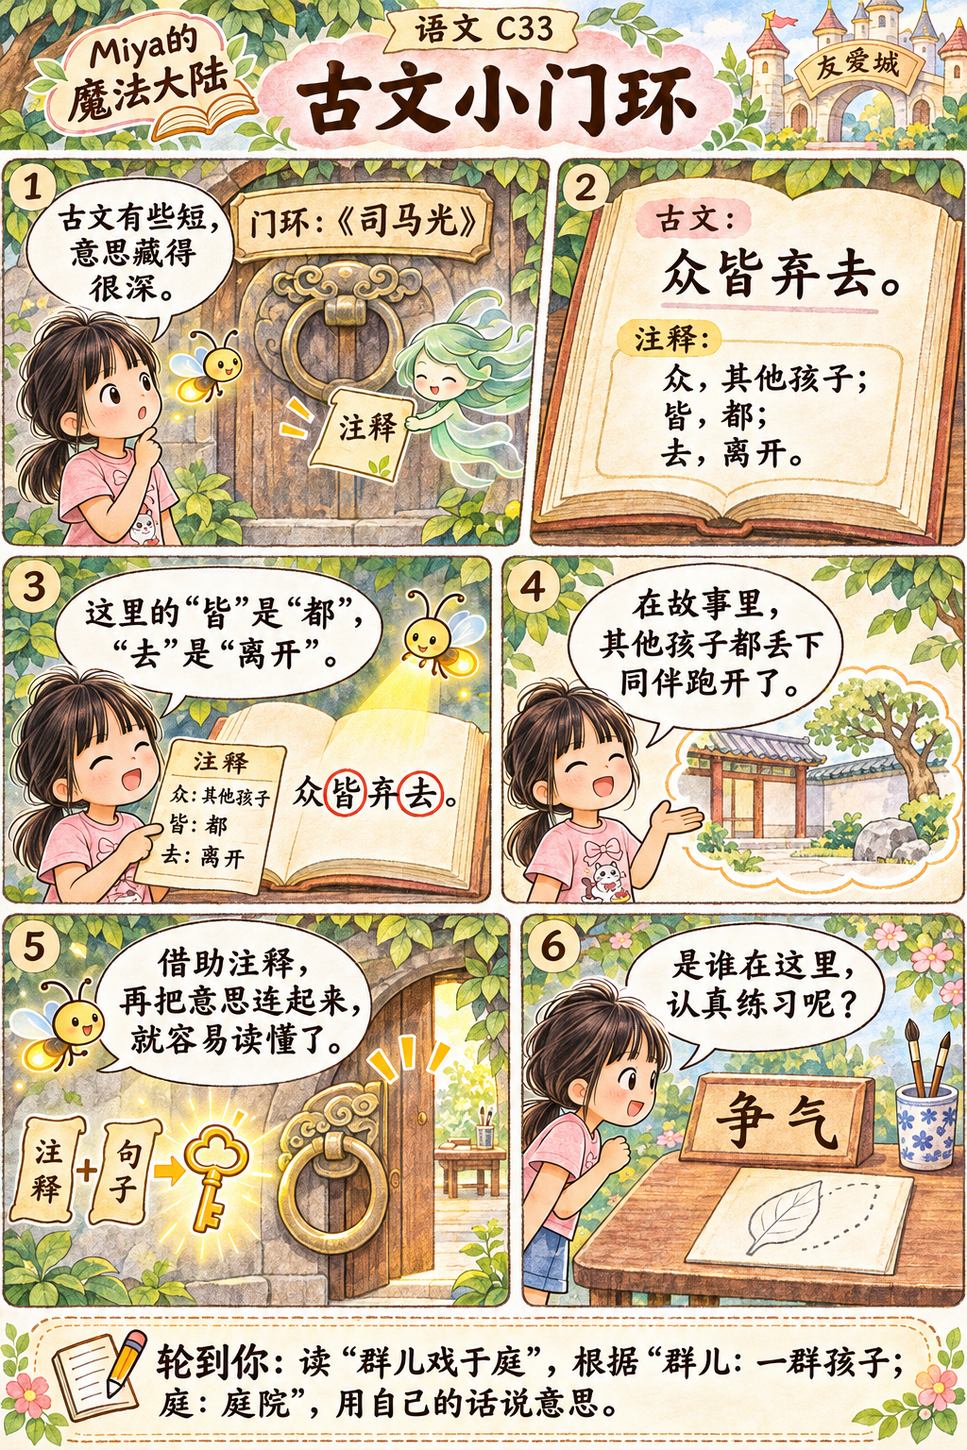 Miya的
魔法大陆
语文 C33
古文小门环
友爱城
1
古文有些短，
意思藏得
很深。
门环：《司马光》
注释
2
古文：
众皆弃去。
注释：
众，其他孩子；
皆，都；
去，离开。
3
这里的“皆”是“都”，
“去”是“离开”。
注释
众：其他孩子
皆：都
去：离开
众皆弃去。
4
在故事里，
其他孩子都丢下
同伴跑开了。
5
借助注释，
再把意思连起来，
就容易读懂了。
注
释
+
句
子
6
是谁在这里，
认真练习呢？
争气
轮到你：读“群儿戏于庭”，根据“群儿：一群孩子；
庭：庭院”，用自己的话说意思。